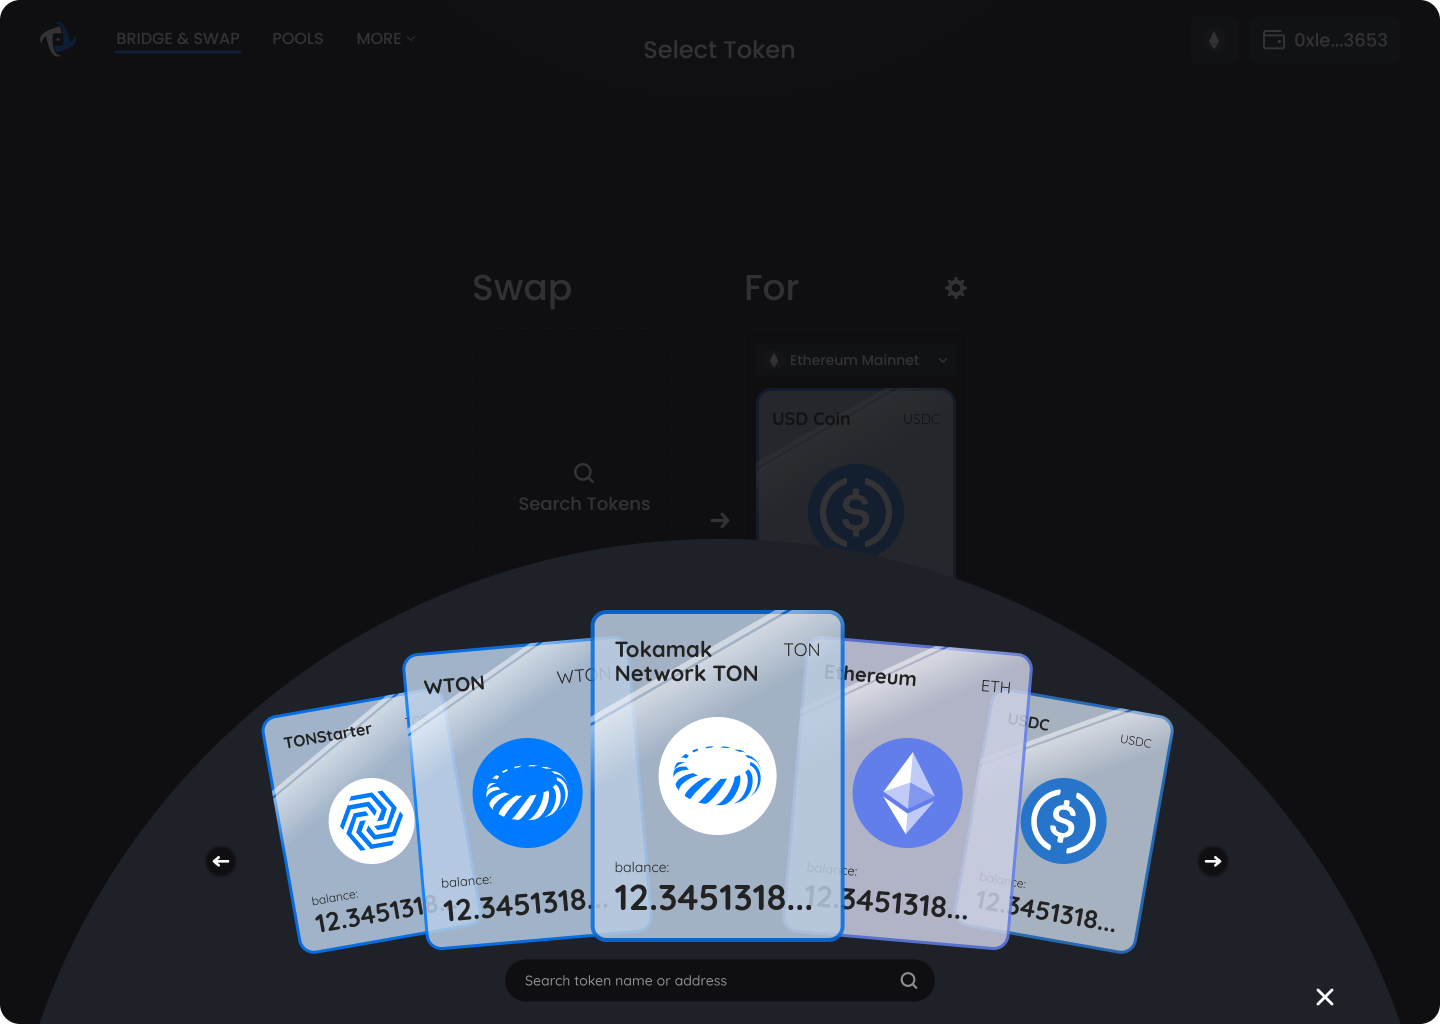 BRIDGE & SWAP
POOLS
MORE
Select Token
0xle...3653
Swap
For
Ethereum Mainnet
USD Coin
USDC
Search Tokens
TONStarter
TOS
balance:
12.3451318...
WTON
WTON
balance:
12.3451318...
Tokamak
Network TON
TON
balance:
12.3451318...
Ethereum
ETH
balance:
12.3451318...
USDC
USDC
balance:
12.3451318...
Search token name or address